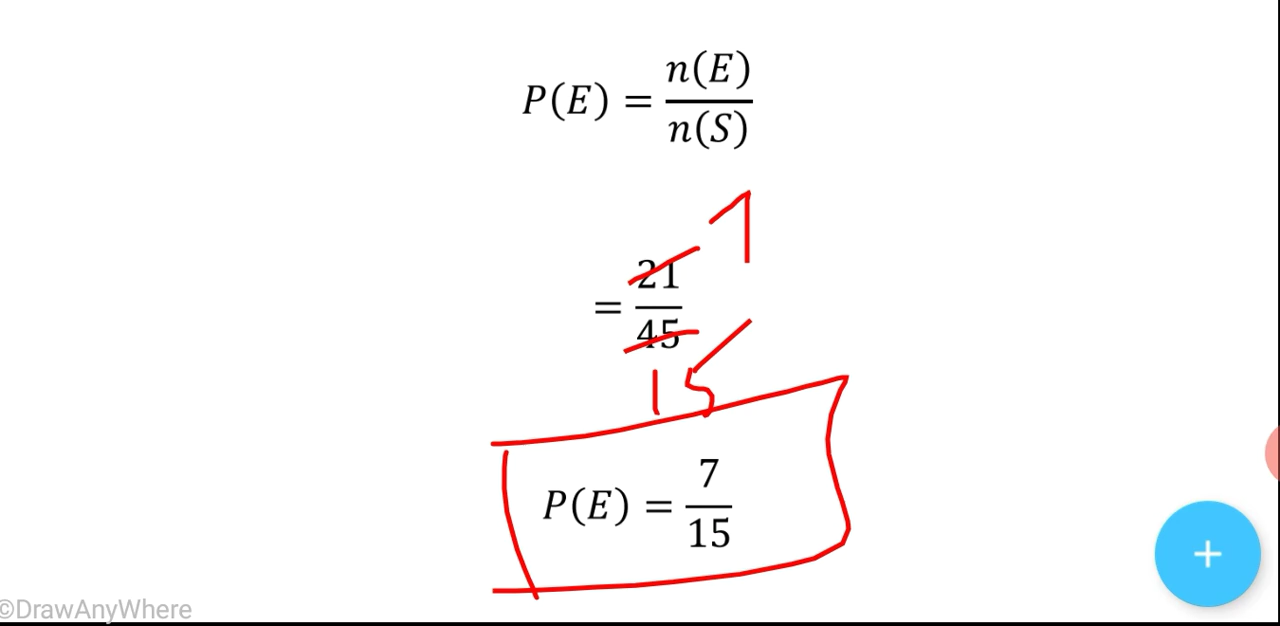 P(E) = n(E)/n(S)
7
= 21/45
15
P(E) = 7/15
+
©DrawAnyWhere